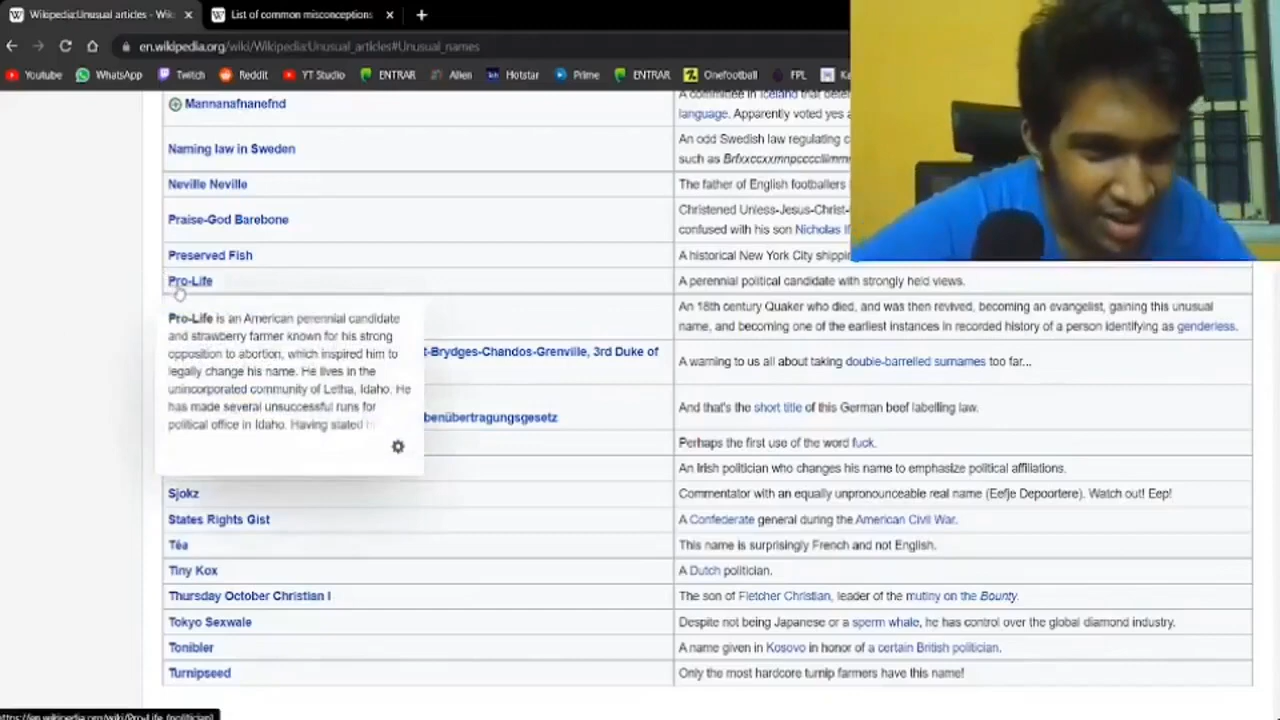 Wikipedia:Unusual articles - Wik
List of common misconceptions
en.wikipedia.org/wiki/Wikipedia:Unusual_articles#Unusual_names
Youtube WhatsApp Twitch Reddit YT Studio ENTRAR Alien Hotstar Prime ENTRAR Onefootball FPL
Mannanafnanefnd
A committee in Iceland that
language. Apparently voted yes
Naming law in Sweden
An odd Swedish law regulating
such as
Neville Neville
The father of English footballers
Praise-God Barebone
Christened Unless-Jesus-Christ-
confused with his son Nicholas
Preserved Fish
A historical New York City
Pro-Life
A perennial political candidate with strongly held views.
Pro-Life is an American perennial candidate
and strawberry farmer known for his strong
opposition to abortion, which inspired him to
legally change his name. He lives in the
unincorporated community of Letha, Idaho. He
has made several unsuccessful runs for
political office in Idaho. Having stated
An 18th century Quaker who died, and was then revived, becoming an evangelist, gaining this unusual
name, and becoming one of the earliest instances in recorded history of a person identifying as genderless.
t-Brydges-Chandos-Grenville, 3rd Duke of
A warning to us all about taking double-barrelled surnames too far...
benübertragungsgesetz
And that's the short title of this German beef labelling law.
Perhaps the first use of the word fuck.
An Irish politician who changes his name to emphasize political affiliations.
Sjokz
Commentator with an equally unpronounceable real name (Eefje Depoortere). Watch out! Eep!
States Rights Gist
A Confederate general during the American Civil War.
Téa
This name is surprisingly French and not English.
Tiny Kox
A Dutch politician.
Thursday October Christian I
The son of Fletcher Christian, leader of the mutiny on the Bounty.
Tokyo Sexwale
Despite not being Japanese or a sperm whale, he has control over the global diamond industry.
Tonibler
A name given in Kosovo in honor of a certain British politician.
Turnipseed
Only the most hardcore turnip farmers have this name!
https://en.wikipedia.org/wiki/Pro-Life_(politician)